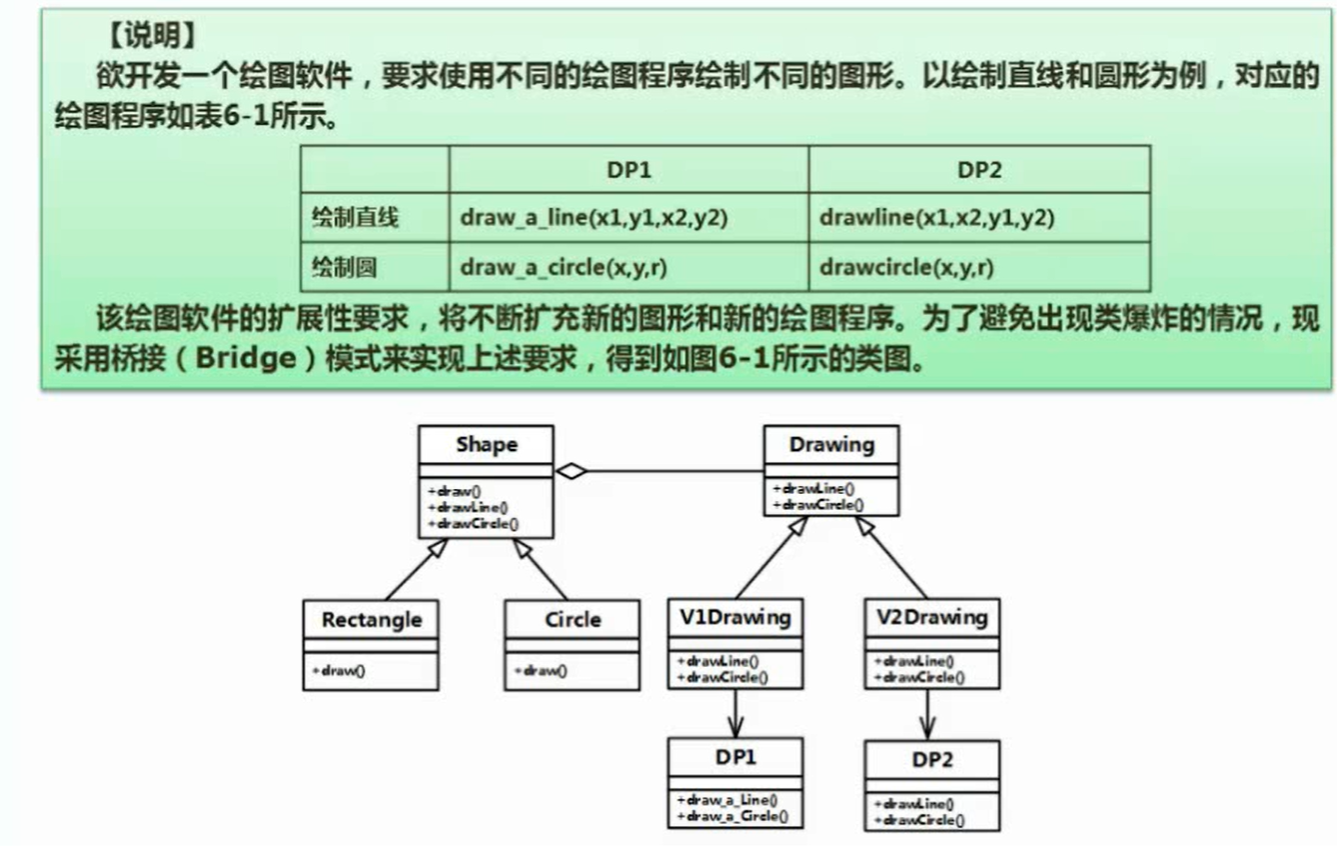 【说明】
欲开发一个绘图软件，要求使用不同的绘图程序绘制不同的图形。以绘制直线和圆形为例，对应的
绘图程序如表6-1所示。
DP1 DP2
绘制直线 draw_a_line(x1,y1,x2,y2) drawline(x1,x2,y1,y2)
绘制圆 draw_a_circle(x,y,r) drawcircle(x,y,r)
该绘图软件的扩展性要求，将不断扩充新的图形和新的绘图程序。为了避免出现类爆炸的情况，现
采用桥接（Bridge）模式来实现上述要求，得到如图6-1所示的类图。
Shape
+draw()
+drawLine()
+drawCircle()
Drawing
+drawLine()
+drawCircle()
Rectangle
+draw()
Circle
+draw()
V1Drawing
+drawLine()
+drawCircle()
V2Drawing
+drawLine()
+drawCircle()
DP1
+draw_a_Line()
+draw_a_Circle()
DP2
+drawLine()
+drawCircle()